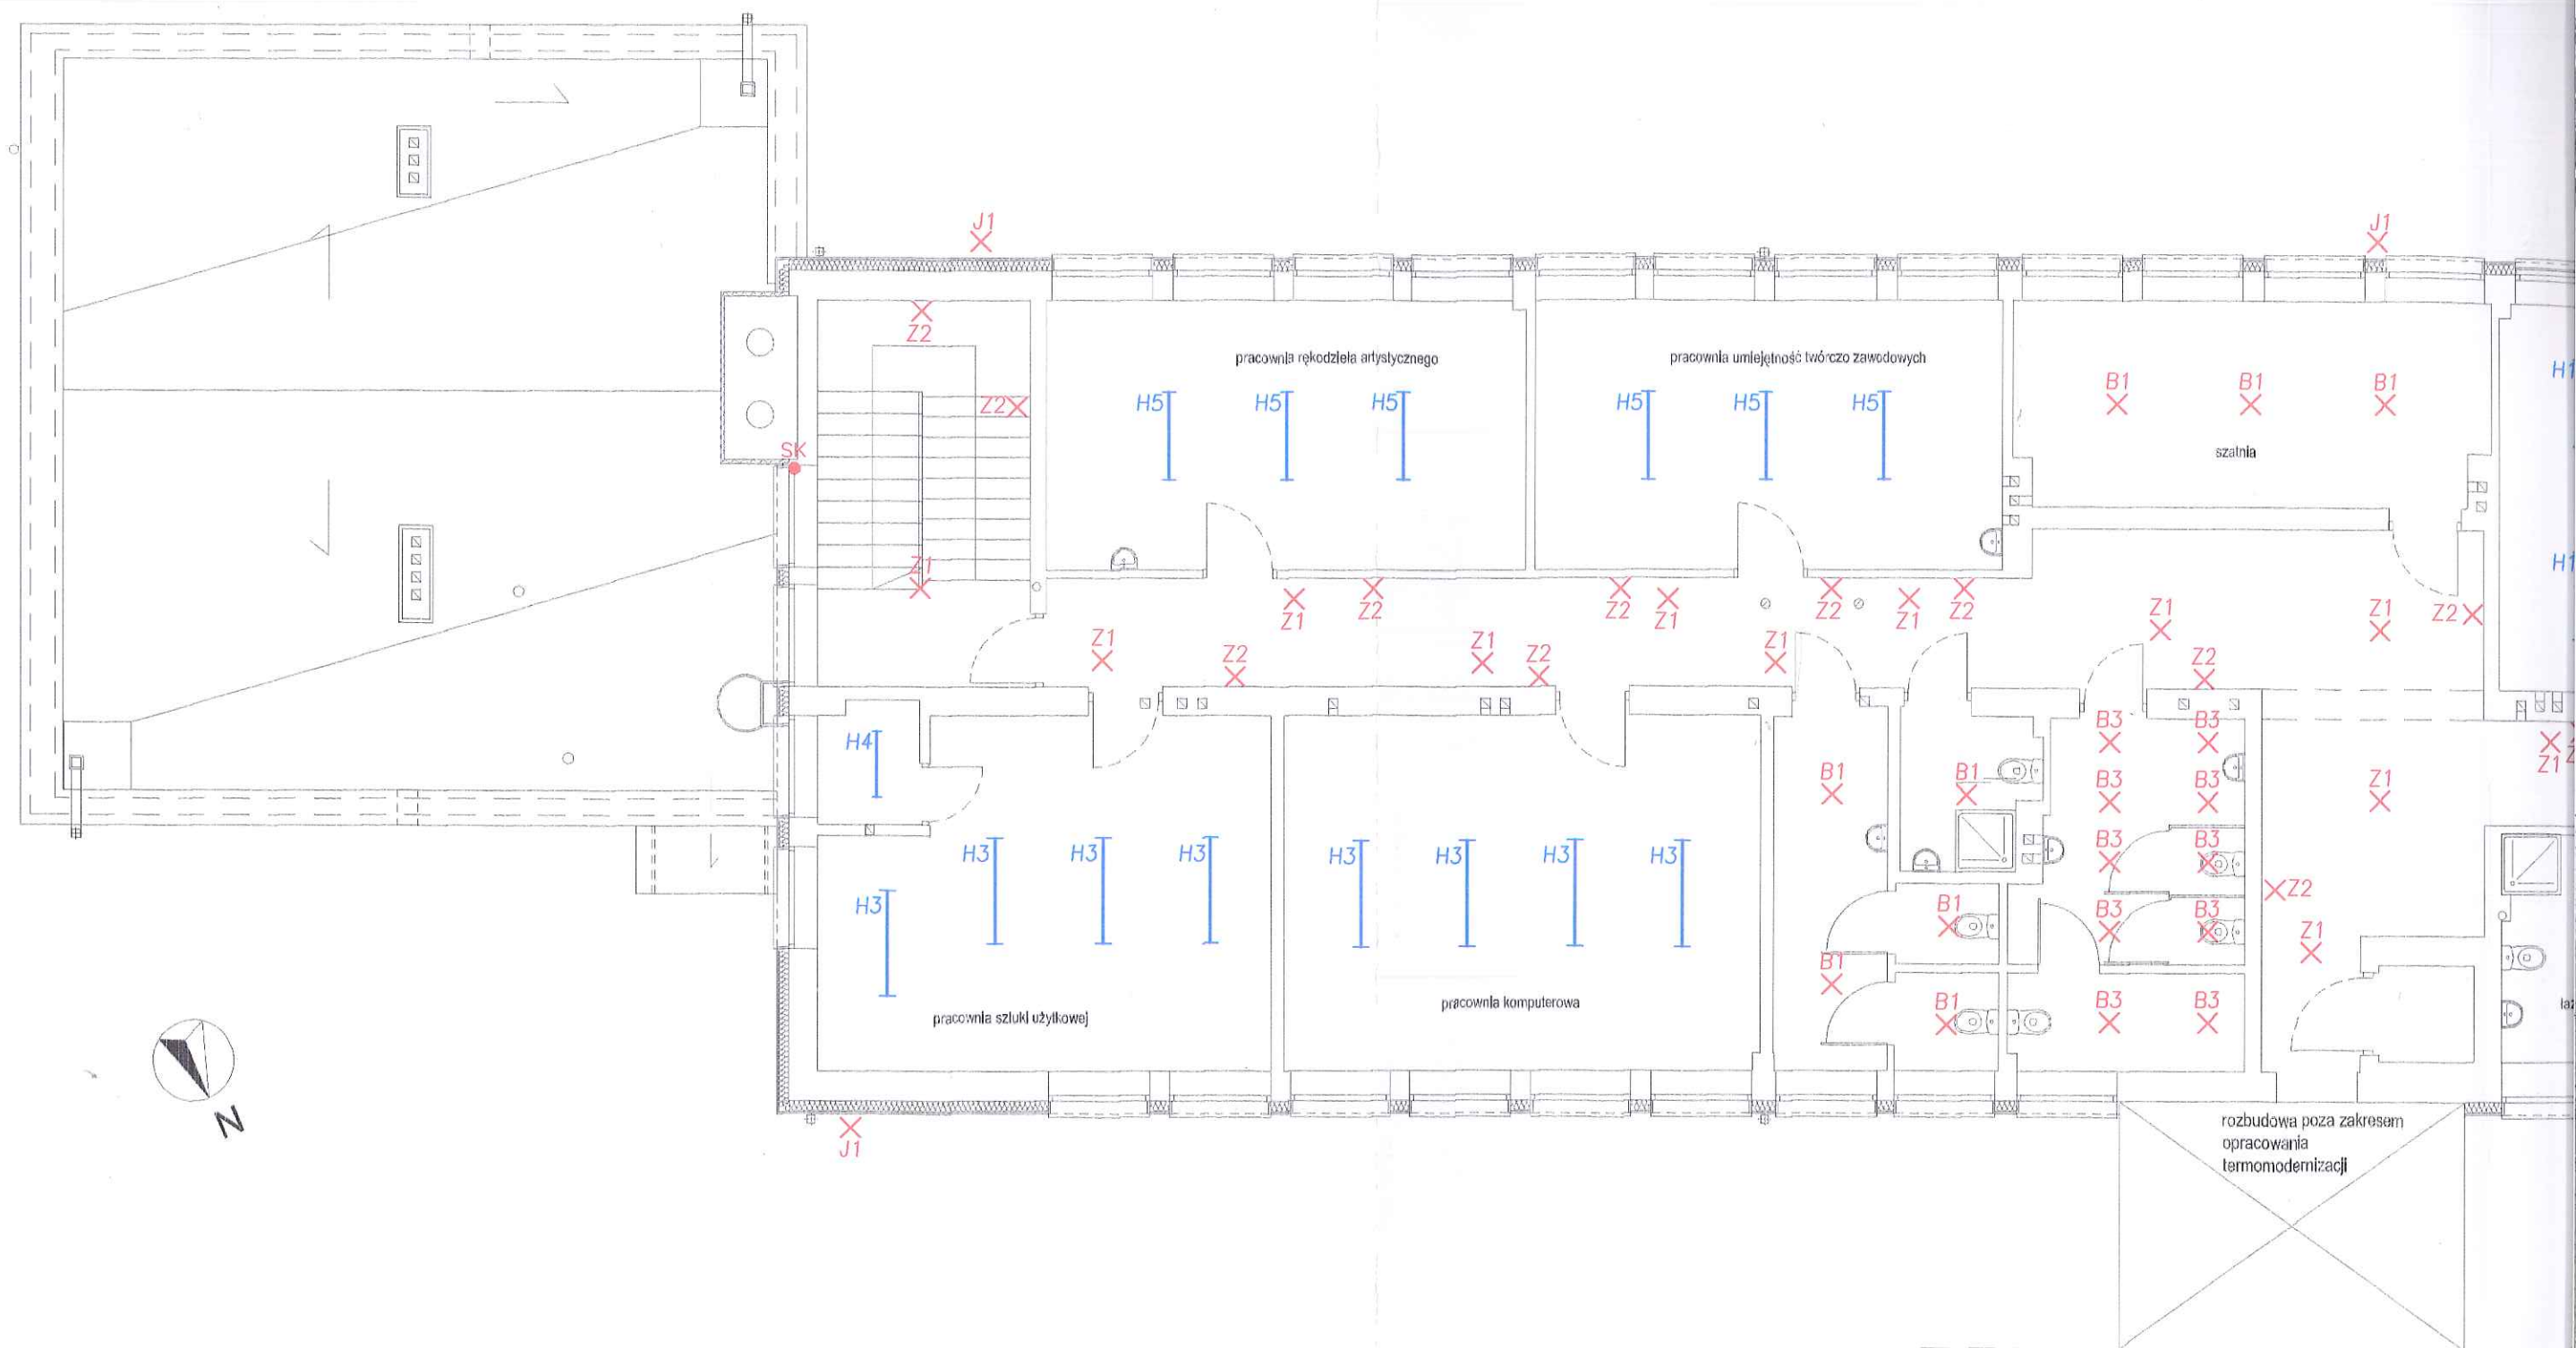 J1
J1
Z2
pracownia rękodzieła artystycznego
pracownia umiejętność twórczo zawodowych
H1
B1 B1 B1
Z2
H5 H5 H5 H5 H5 H5
SK
szatnia
Z1
H1
Z1 Z2 Z2 Z1 Z2 Z1 Z2 Z1 Z1 Z2
Z1 Z2 Z1 Z2 Z1 Z2
B3 B3
H4
Z1
B1 B1 B3 B3 Z1
H3 H3 H3 H3 H3 H3 H3 B3 B3
Z2
H3 B1 B3 B3
Z1
B1
B1 B3 B3
pracownia komputerowa
pracownia sztuki użytkowej
N
J1
rozbudowa poza zakresem
opracowania
termomodernizacji